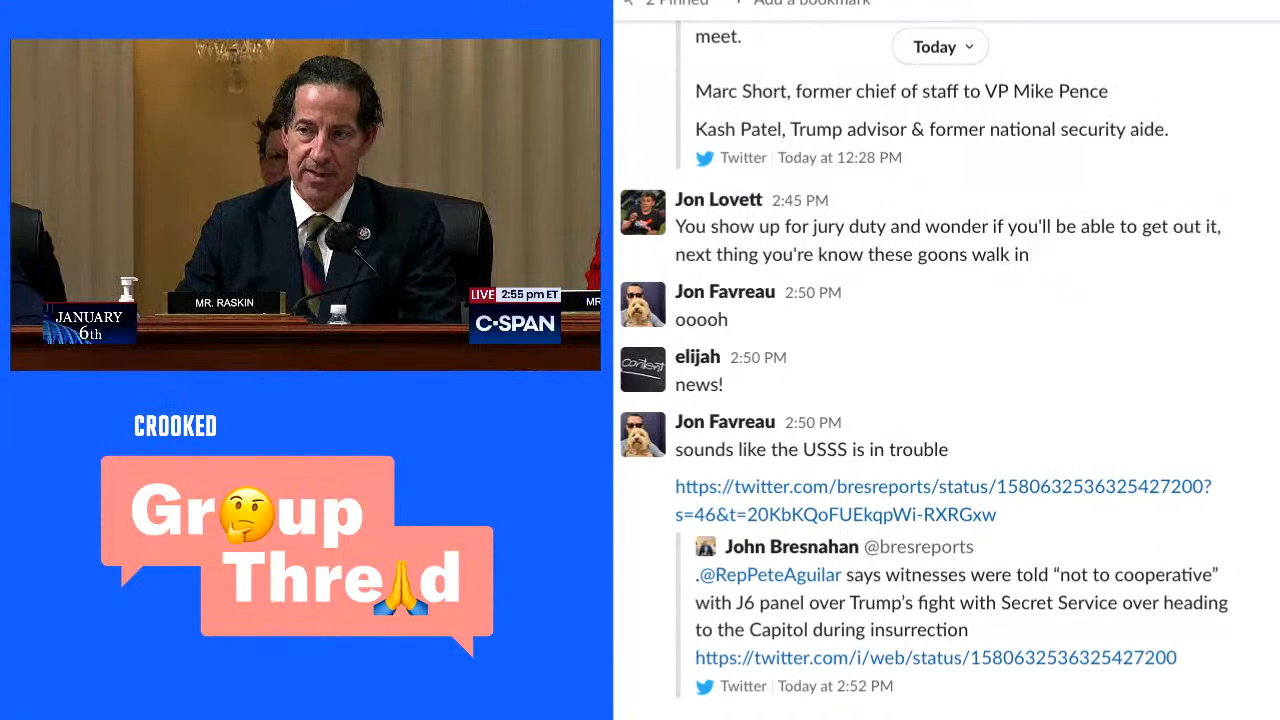 MR. RASKIN
MR
JANUARY
6th
LIVE 2:55 pm ET
C-SPAN
CROOKED
Gr🤔up
Thre🙏d
2 Pinned
Add a bookmark
meet.
Today
Marc Short, former chief of staff to VP Mike Pence
Kash Patel, Trump advisor & former national security aide.
Twitter | Today at 12:28 PM
Jon Lovett 2:45 PM
You show up for jury duty and wonder if you'll be able to get out it,
next thing you're know these goons walk in
Jon Favreau 2:50 PM
ooooh
content
elijah 2:50 PM
news!
Jon Favreau 2:50 PM
sounds like the USSS is in trouble
https://twitter.com/bresreports/status/1580632536325427200?
s=46&t=20KbKQoFUEkqpWi-RXRGxw
John Bresnahan @bresreports
.@RepPeteAguilar says witnesses were told “not to cooperative”
with J6 panel over Trump’s fight with Secret Service over heading
to the Capitol during insurrection
https://twitter.com/i/web/status/1580632536325427200
Twitter | Today at 2:52 PM